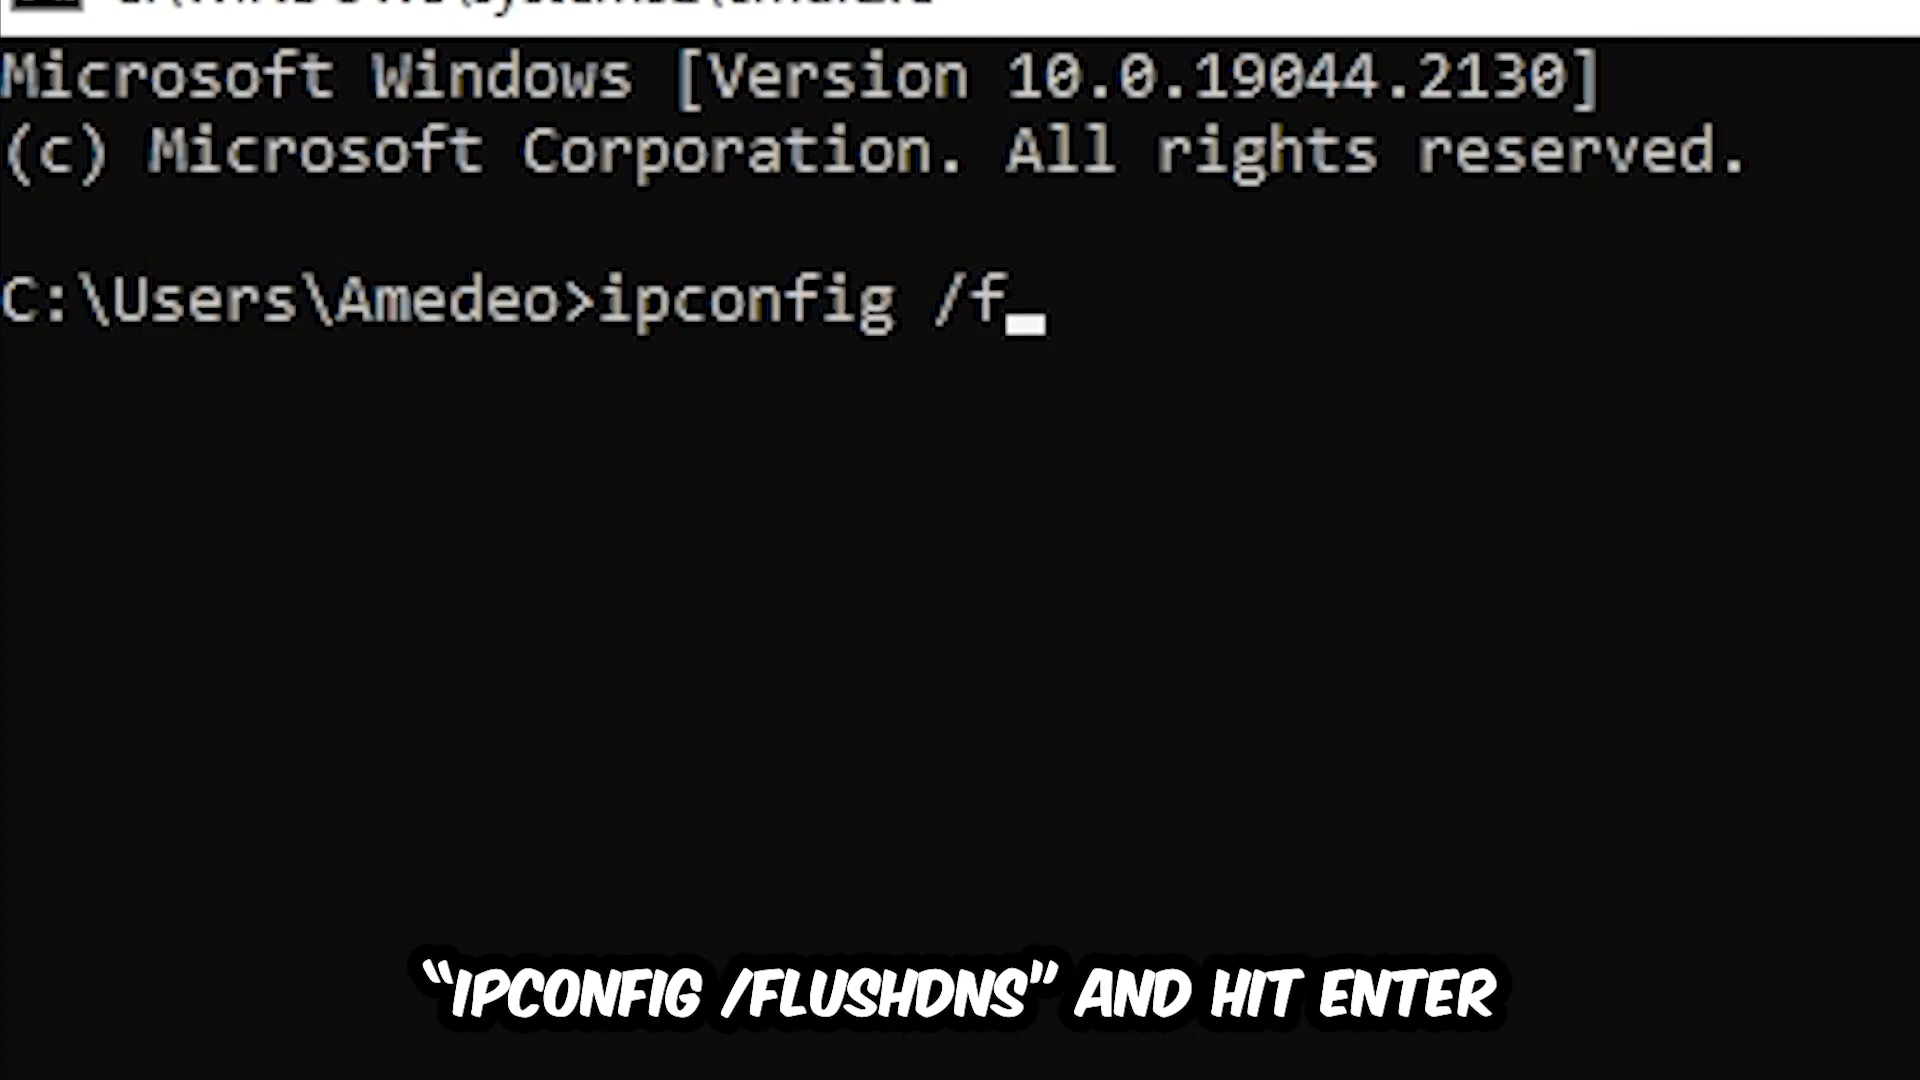 Microsoft Windows [Version 10.0.19044.2130]
(c) Microsoft Corporation. All rights reserved.
C:\Users\Amedeo>ipconfig /f
“IPCONFIG /FLUSHDNS” AND HIT ENTER